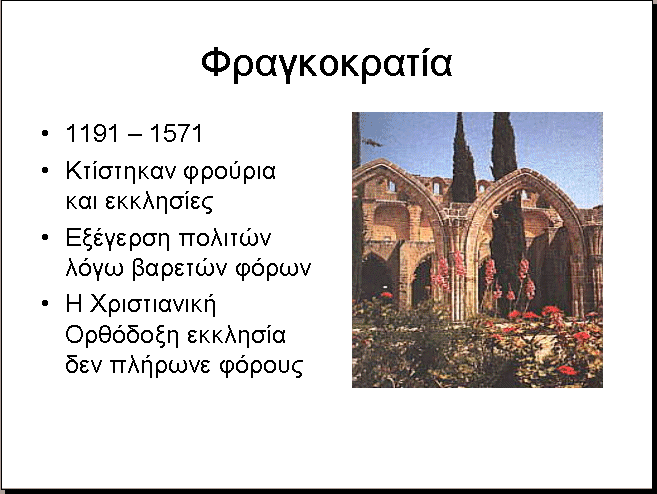 Φραγκοκρατία
• 1191 – 1571
• Κτίστηκαν φρούρια
και εκκλησίες
• Εξέγερση πολιτών
λόγω βαρετών φόρων
• Η Χριστιανική
Ορθόδοξη εκκλησία
δεν πλήρωνε φόρους